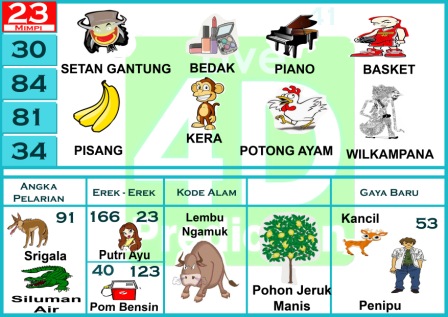 23
MIMPI
30
84
81
34
SETAN GANTUNG
BEDAK
PIANO
BASKET
PISANG
KERA
POTONG AYAM
WILKAMPANA
41
4D
ANGKA PELARIAN
EREK - EREK
KODE ALAM
GAYA BARU
91
Srigala
Siluman Air
166 23
Putri Ayu
40 123
Pom Bensin
Lembu Ngamuk
Pohon Jeruk Manis
Kancil
53
Penipu